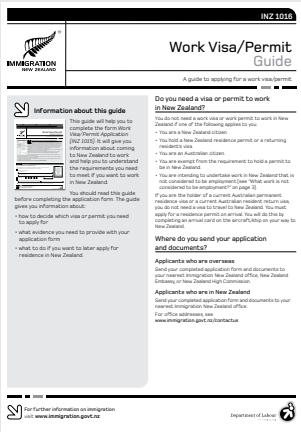 INZ 1016
IMMIGRATION
NEW ZEALAND
Work Visa/Permit
Guide
A guide to applying for a work visa/permit
Information about this guide
This guide will help you to
complete the form Work
Visa/Permit Application
(INZ 1015). It will give you
information about coming
to New Zealand to work
and help you to understand
the requirements you need
to meet if you want to work
in New Zealand.
You should read this guide
before completing the application form. The guide
gives you information about:
• how to decide which visa or permit you need
to apply for
• what evidence you need to provide with your
application form
• what to do if you want to later apply for
residence in New Zealand.
Do you need a visa or permit to work
in New Zealand?
You do not need a work visa or work permit to work in New
Zealand if one of the following applies to you.
• You are a New Zealand citizen.
• You hold a New Zealand residence permit or a returning
resident's visa.
• You are an Australian citizen.
• You are exempt from the requirement to hold a permit to
be in New Zealand.
• You are intending to undertake work in New Zealand that is
not considered to be employment (see "What work is not
considered to be employment?" on page 3).
If you are the holder of a current Australian permanent
residence visa or a current Australian resident return visa,
you do not need a visa to travel to New Zealand. You must
apply for a residence permit on arrival. You will do this by
completing an arrival card on the aircraft/ship on your way to
New Zealand.
Where do you send your application
and documents?
Applicants who are overseas
Send your completed application form and documents to
your nearest Immigration New Zealand office, New Zealand
Embassy, or New Zealand High Commission.
Applicants who are in New Zealand
Send your completed application form and documents to your
nearest Immigration New Zealand office.
For office addresses, see
www.immigration.govt.nz/contactus
For further information on immigration
visit www.immigration.govt.nz
Department of Labour